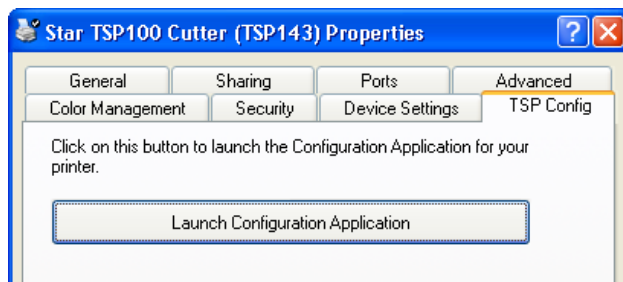 Star TSP100 Cutter (TSP143) Properties
General Sharing Ports Advanced
Color Management Security Device Settings TSP Config
Click on this button to launch the Configuration Application for your
printer.
Launch Configuration Application